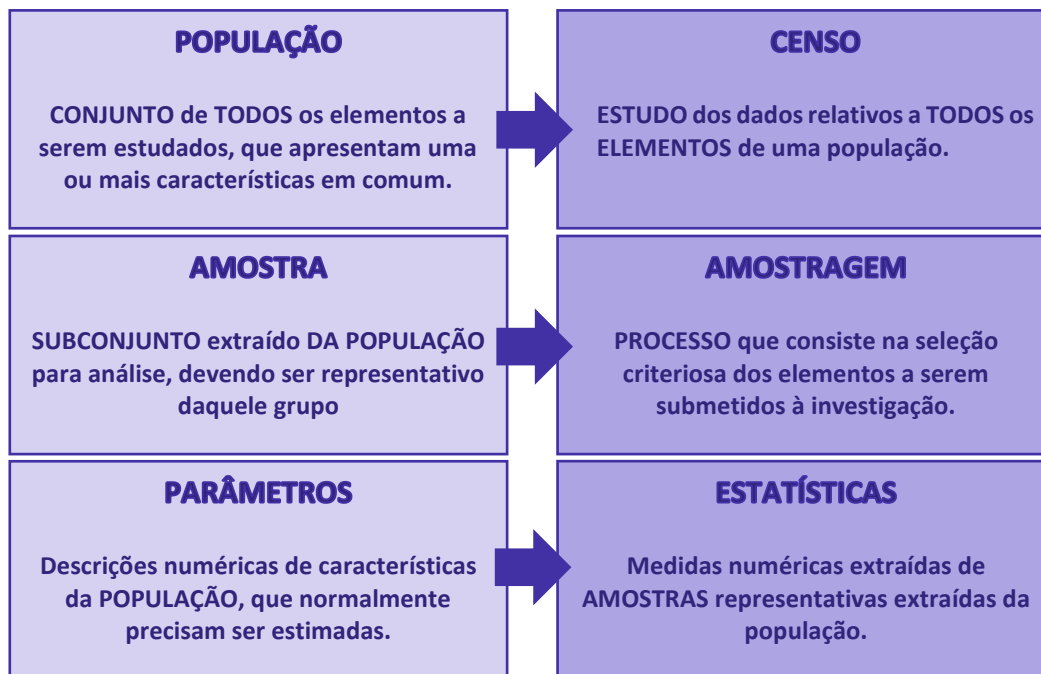 POPULAÇÃO
CONJUNTO de TODOS os elementos a
serem estudados, que apresentam uma
ou mais características em comum.
CENSO
ESTUDO dos dados relativos a TODOS os
ELEMENTOS de uma população.
AMOSTRA
SUBCONJUNTO extraído DA POPULAÇÃO
para análise, devendo ser representativo
daquele grupo
AMOSTRAGEM
PROCESSO que consiste na seleção
criteriosa dos elementos a serem
submetidos à investigação.
PARÂMETROS
Descrições numéricas de características
da POPULAÇÃO, que normalmente
precisam ser estimadas.
ESTATÍSTICAS
Medidas numéricas extraídas de
AMOSTRAS representativas extraídas da
população.